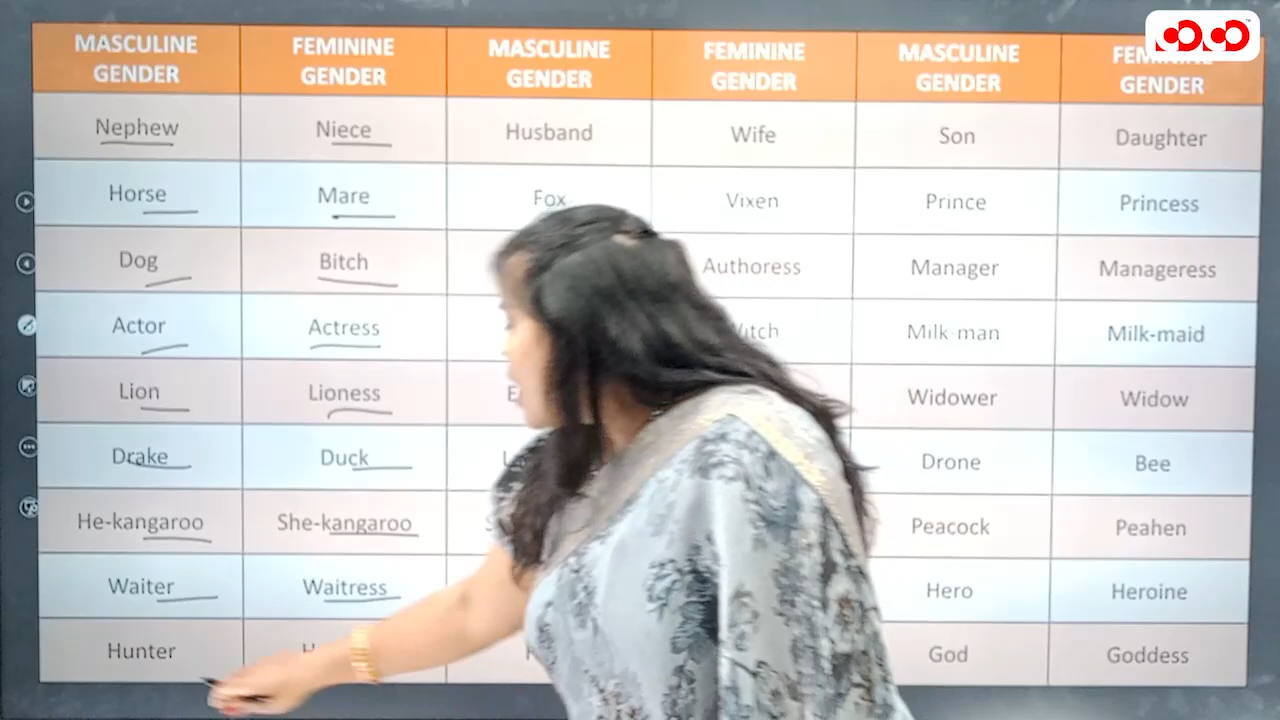 MASCULINE GENDER FEMININE GENDER MASCULINE GENDER FEMININE GENDER MASCULINE GENDER FEMININE GENDER
Nephew Niece Husband Wife Son Daughter
Horse Mare Fox Vixen Prince Princess
Dog Bitch Authoress Manager Manageress
Actor Actress Milk man Milk-maid
Lion Lioness Widower Widow
Drake Duck Drone Bee
He-kangaroo She-kangaroo Peacock Peahen
Waiter Waitress Hero Heroine
Hunter God Goddess